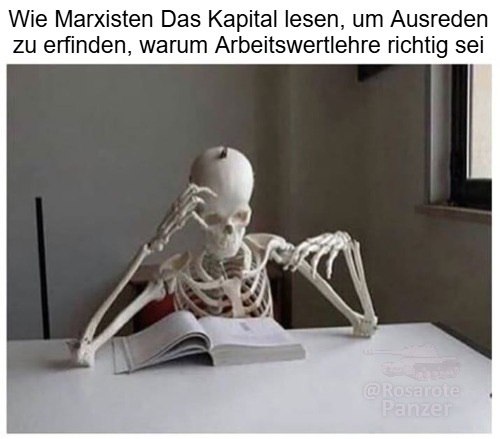 Wie Marxisten Das Kapital lesen, um Ausreden
zu erfinden, warum Arbeitswertlehre richtig sei
@Rosarote
Panzer